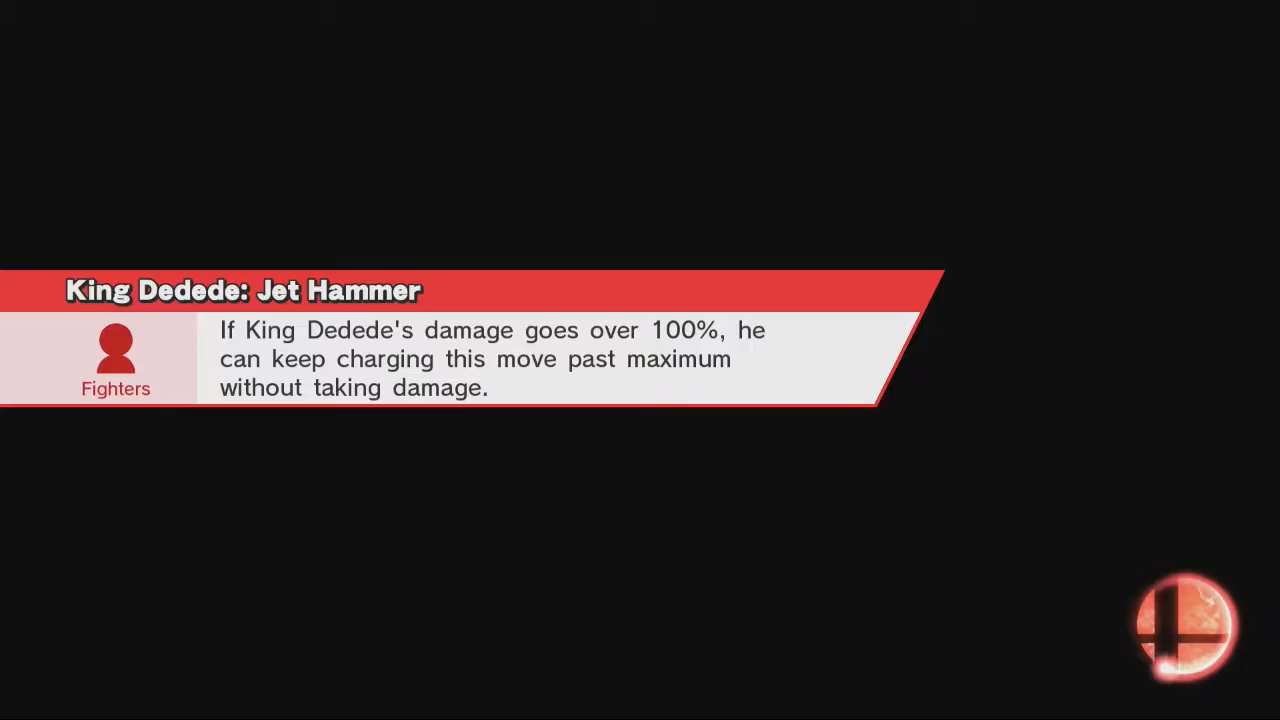 King Dedede: Jet Hammer
If King Dedede's damage goes over 100%, he
can keep charging this move past maximum
without taking damage.
Fighters